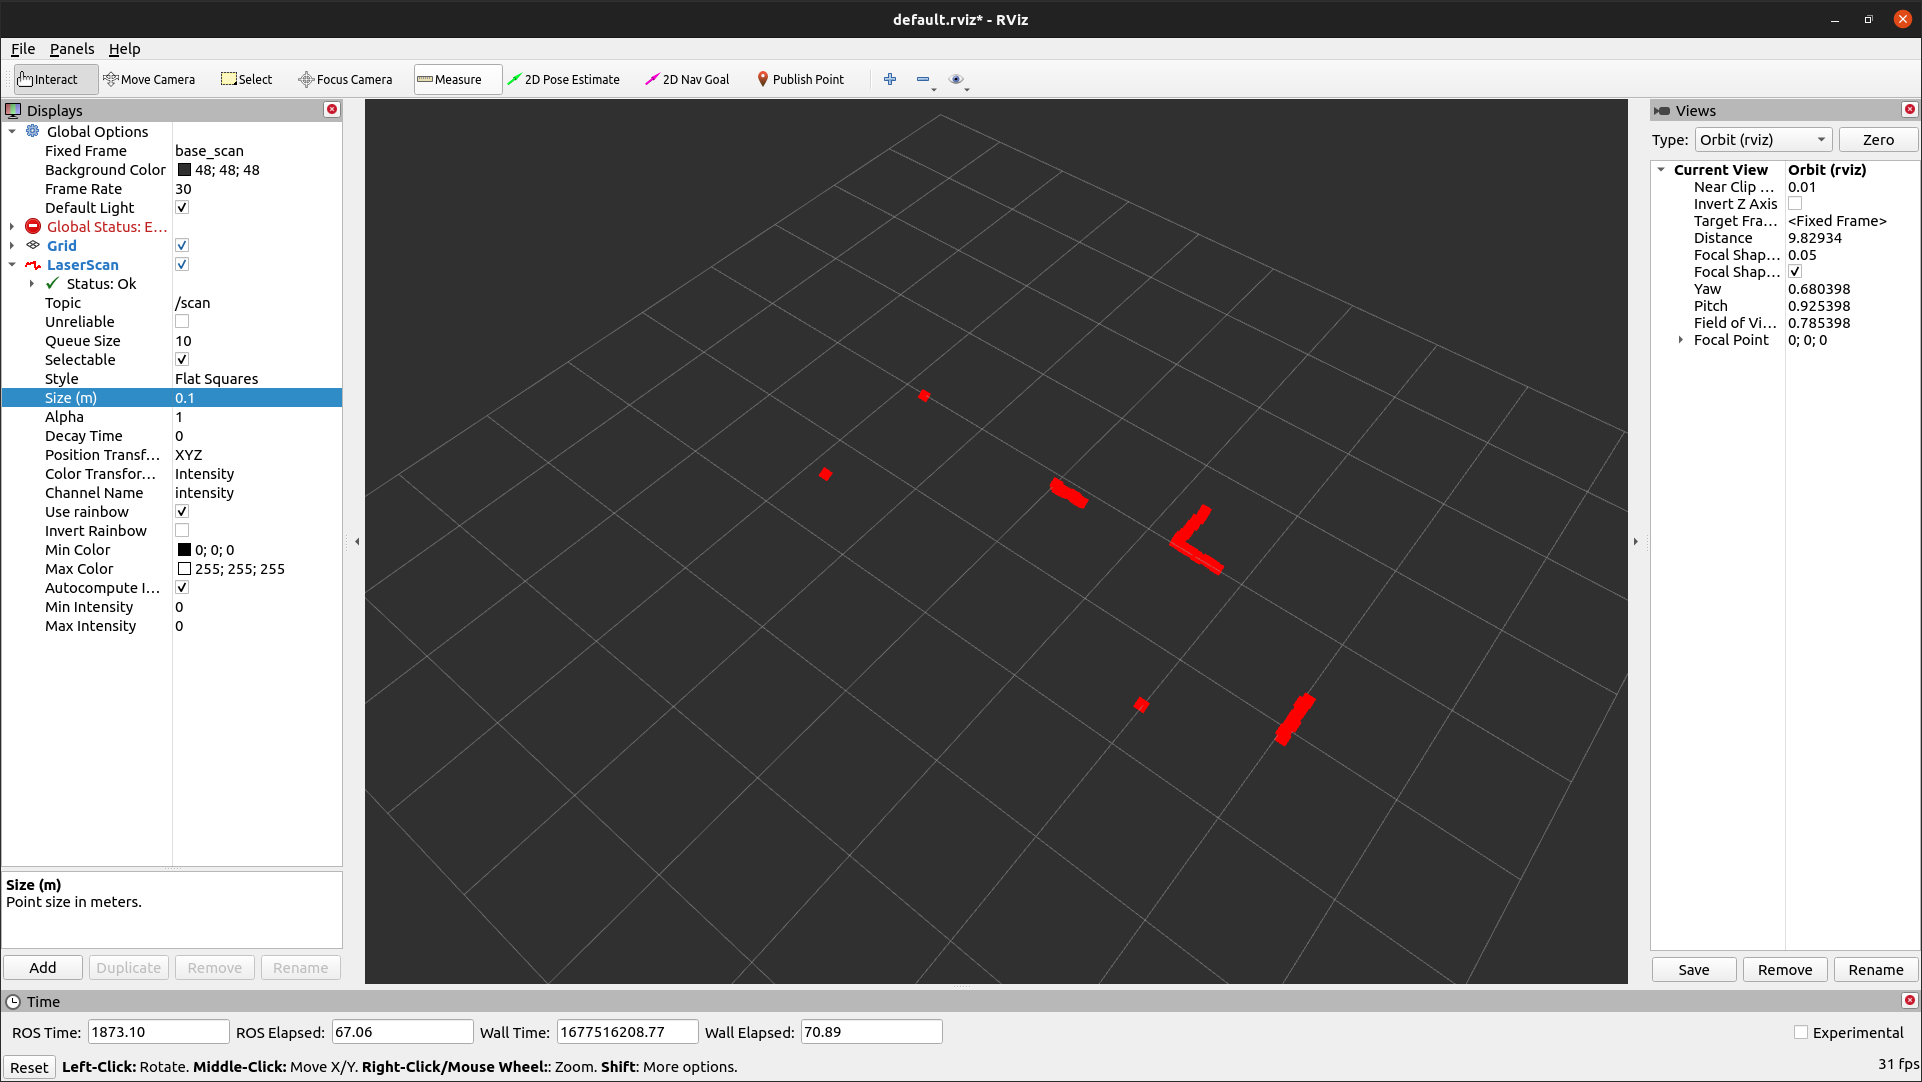 default.rviz* - RViz
File Panels Help
Interact Move Camera Select Focus Camera Measure 2D Pose Estimate 2D Nav Goal Publish Point
Displays
Global Options
Fixed Frame base_scan
Background Color 48; 48; 48
Frame Rate 30
Default Light
Global Status: E...
Grid
LaserScan
Status: Ok
Topic /scan
Unreliable
Queue Size 10
Selectable
Style Flat Squares
Size (m) 0.1
Alpha 1
Decay Time 0
Position Transf... XYZ
Color Transfor... Intensity
Channel Name intensity
Use rainbow
Invert Rainbow
Min Color 0; 0; 0
Max Color 255; 255; 255
Autocompute I...
Min Intensity 0
Max Intensity 0
Size (m)
Point size in meters.
Add Duplicate Remove Rename
Views
Type: Orbit (rviz) Zero
Current View Orbit (rviz)
Near Clip ... 0.01
Invert Z Axis
Target Fra... <Fixed Frame>
Distance 9.82934
Focal Shap... 0.05
Focal Shap...
Yaw 0.680398
Pitch 0.925398
Field of Vi... 0.785398
Focal Point 0; 0; 0
Save Remove Rename
Time
ROS Time: 1873.10 ROS Elapsed: 67.06 Wall Time: 1677516208.77 Wall Elapsed: 70.89 Experimental
Reset Left-Click: Rotate. Middle-Click: Move X/Y. Right-Click/Mouse Wheel:: Zoom. Shift: More options. 31 fps